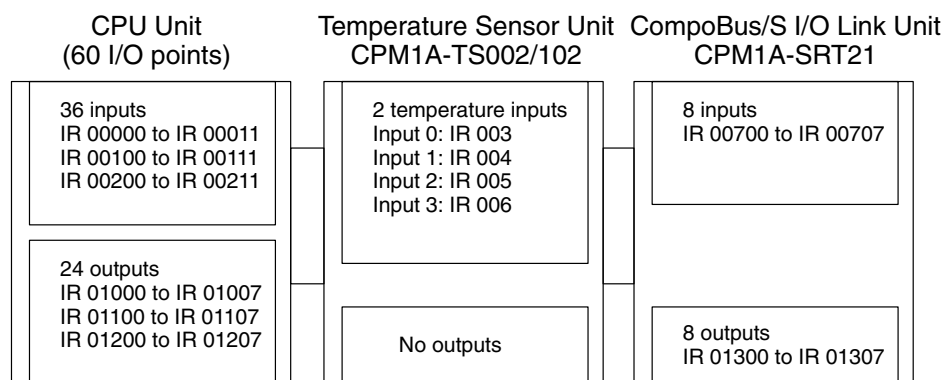 CPU Unit
(60 I/O points)
36 inputs
IR 00000 to IR 00011
IR 00100 to IR 00111
IR 00200 to IR 00211
24 outputs
IR 01000 to IR 01007
IR 01100 to IR 01107
IR 01200 to IR 01207
Temperature Sensor Unit
CPM1A-TS002/102
2 temperature inputs
Input 0: IR 003
Input 1: IR 004
Input 2: IR 005
Input 3: IR 006
No outputs
CompoBus/S I/O Link Unit
CPM1A-SRT21
8 inputs
IR 00700 to IR 00707
8 outputs
IR 01300 to IR 01307